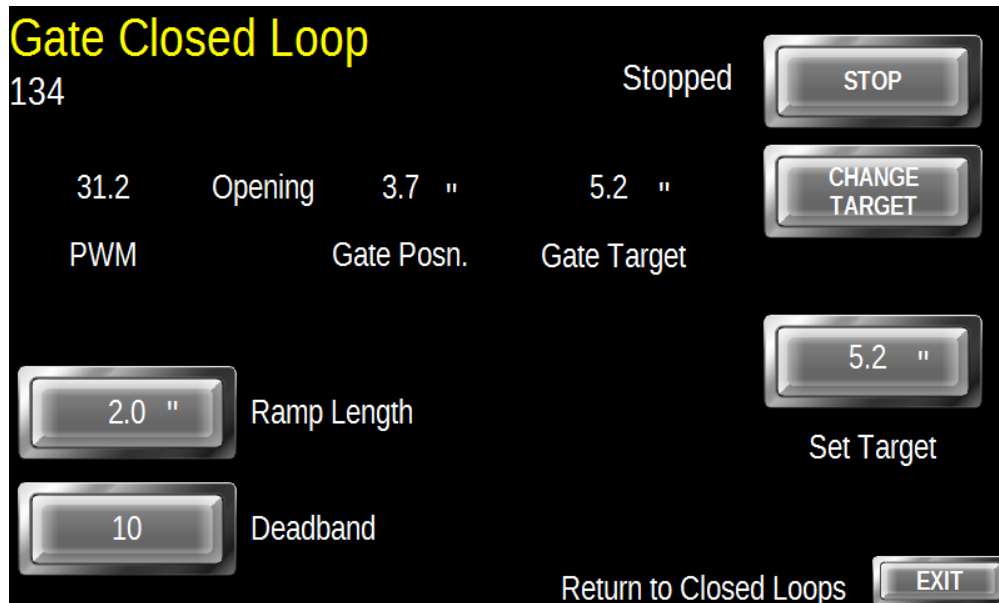 Gate Closed Loop
134
Stopped
STOP
31.2 Opening 3.7 " 5.2 "
CHANGE
TARGET
PWM Gate Posn. Gate Target
5.2 "
2.0 " Ramp Length
Set Target
10 Deadband
Return to Closed Loops EXIT